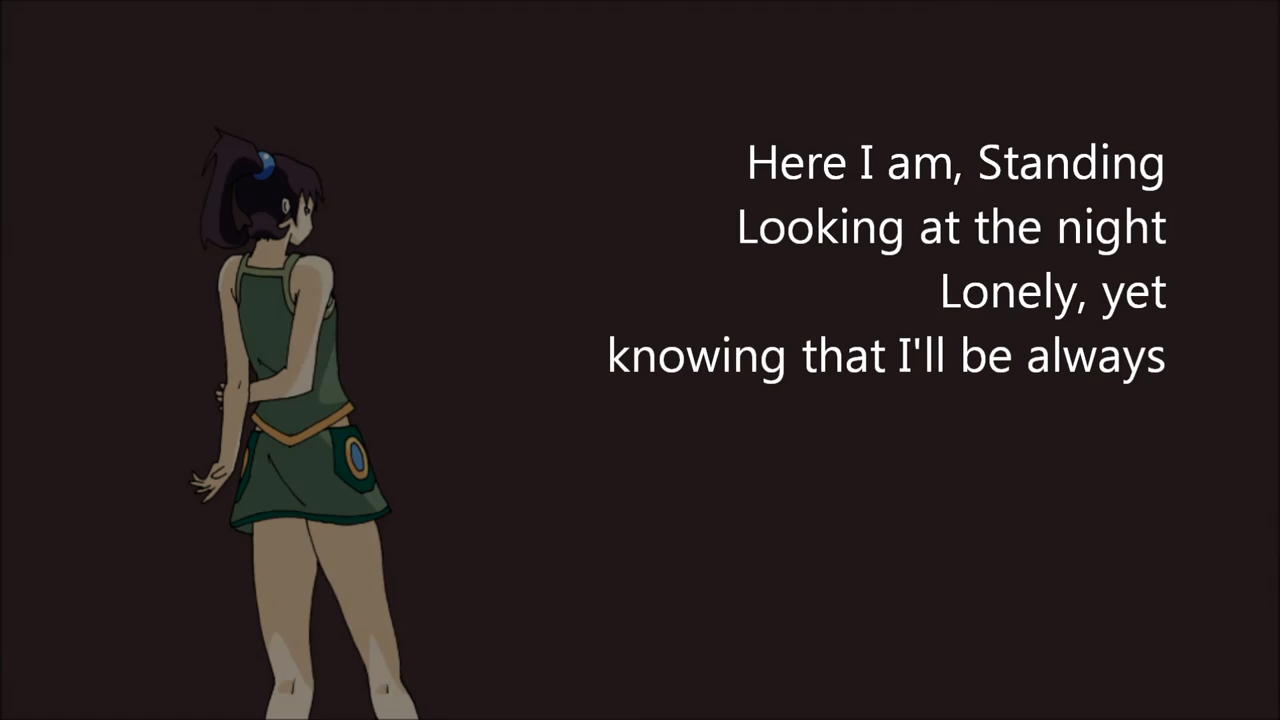 Here I am, Standing
Looking at the night
Lonely, yet
knowing that I'll be always